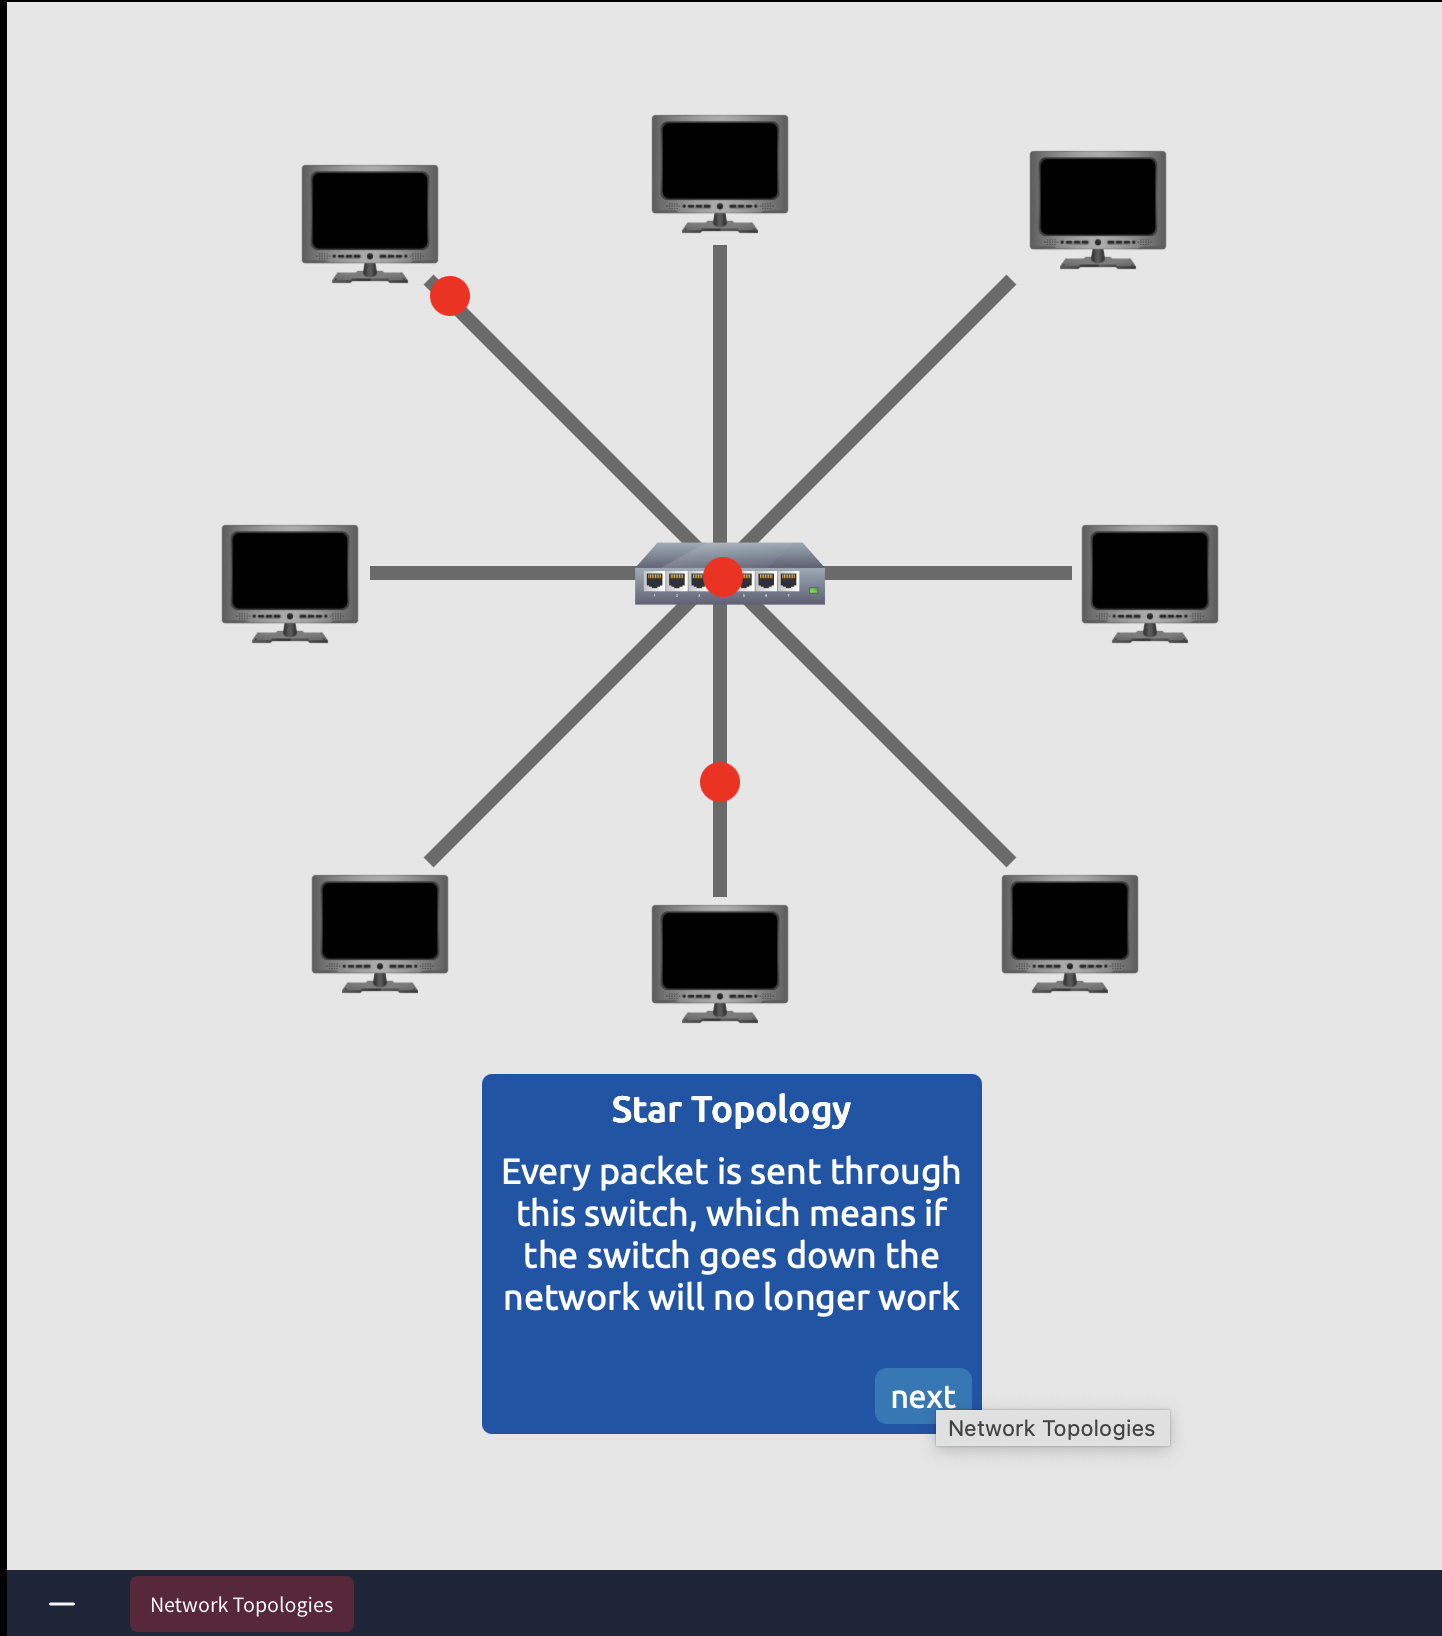 Star Topology
Every packet is sent through
this switch, which means if
the switch goes down the
network will no longer work
next
Network Topologies
Network Topologies